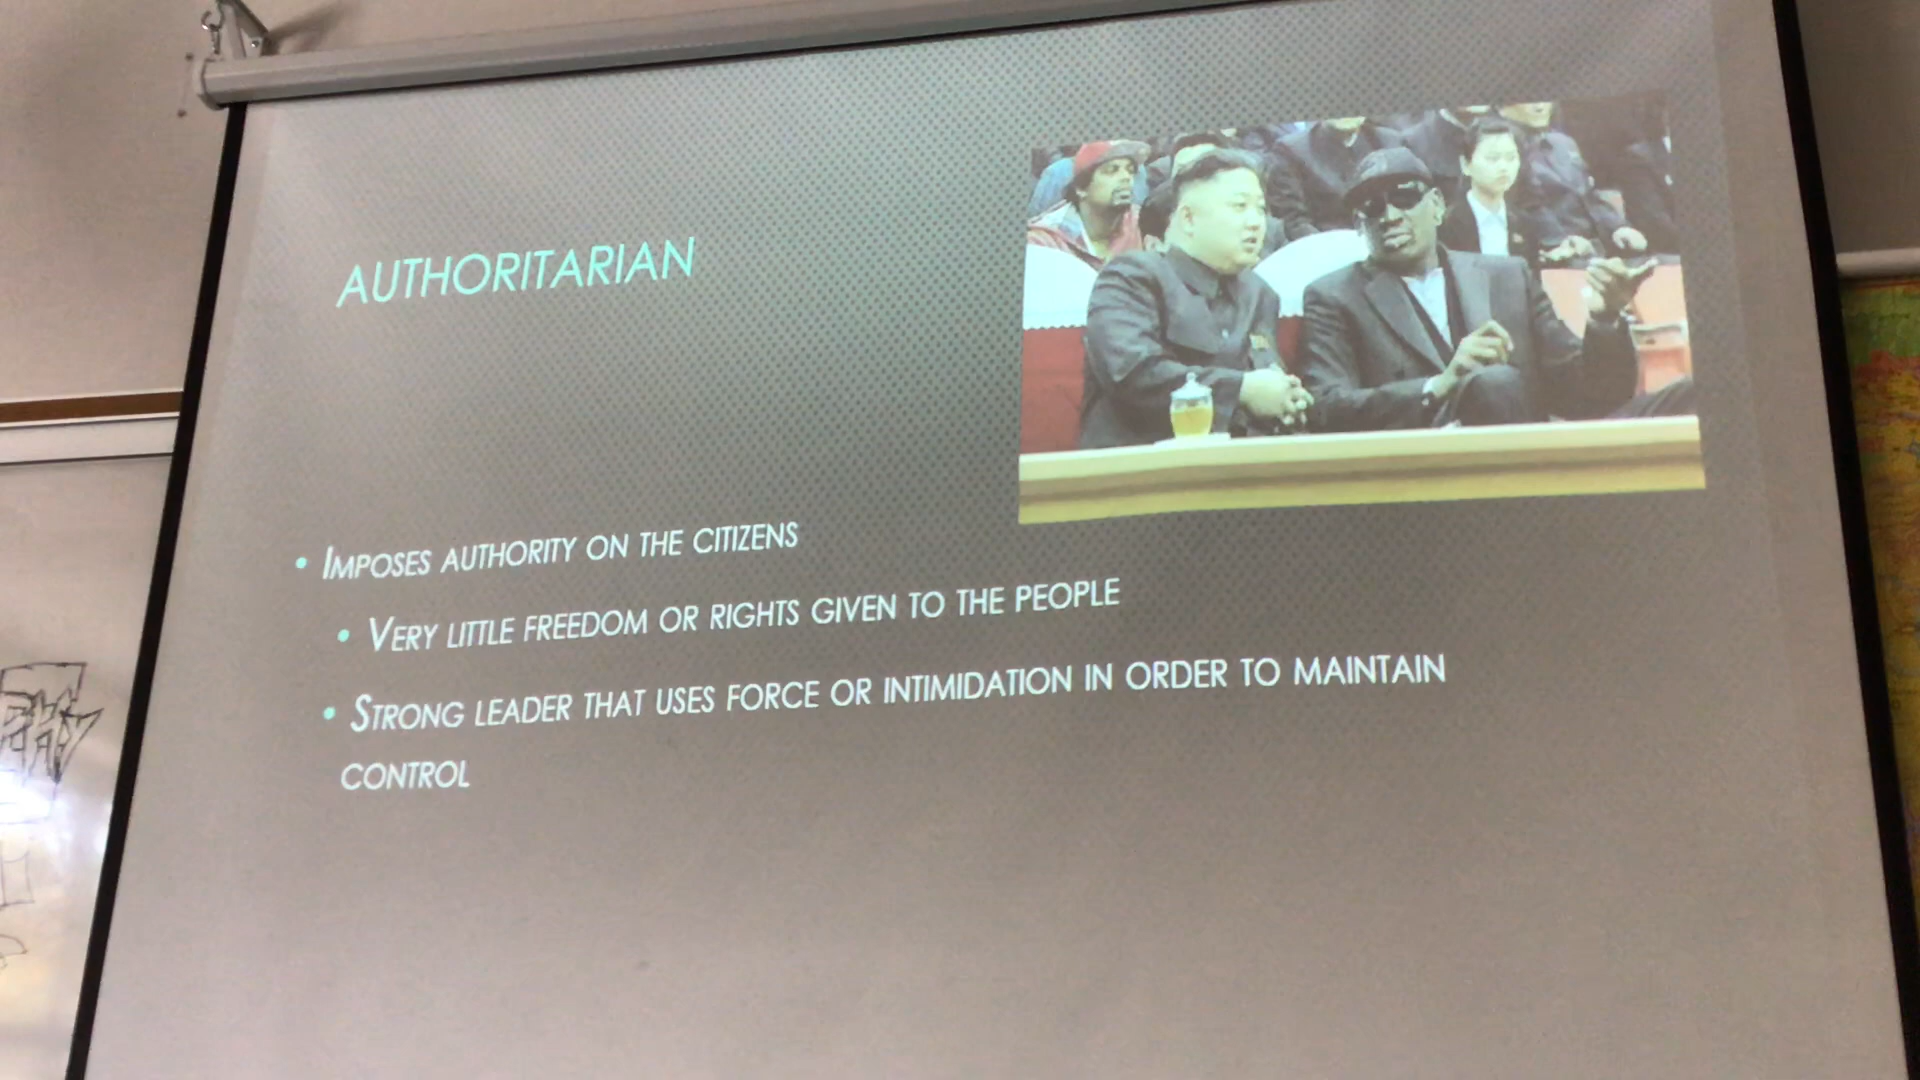 AUTHORITARIAN
• IMPOSES AUTHORITY ON THE CITIZENS
• VERY LITTLE FREEDOM OR RIGHTS GIVEN TO THE PEOPLE
• STRONG LEADER THAT USES FORCE OR INTIMIDATION IN ORDER TO MAINTAIN
CONTROL